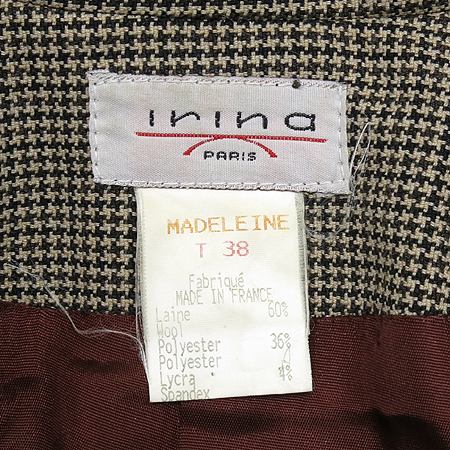 irina
PARIS
MADELEINE
T 38
Fabriqué
MADE IN FRANCE
Laine 60%
Wool
Polyester 36%
Polyester
Lycra 4%
Spandex